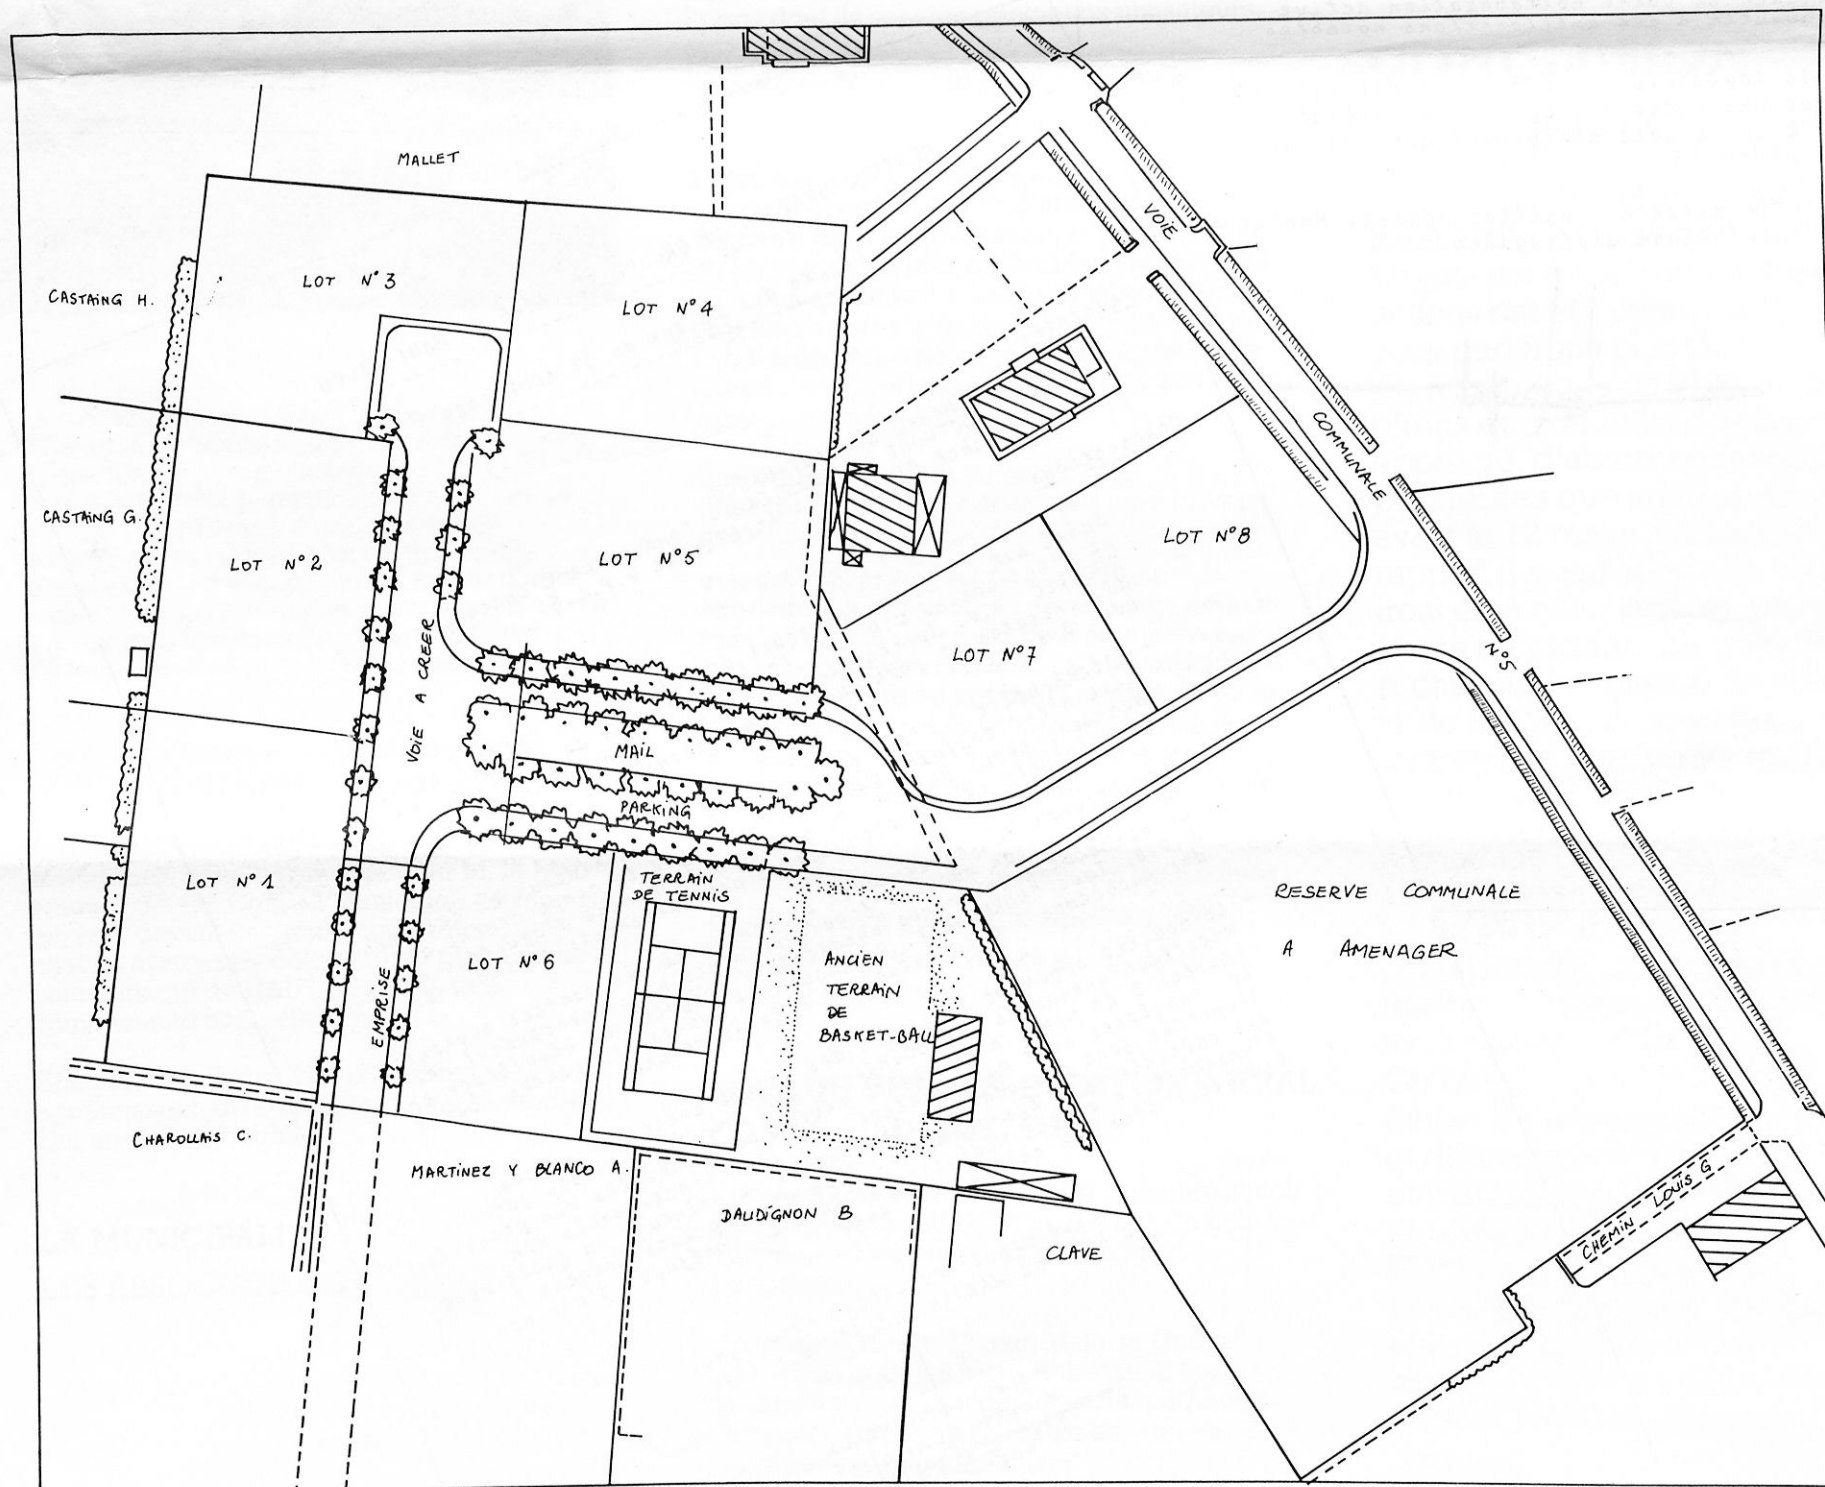 MALLET
VOIE
COMMUNALE
N°5
CASTAING H.
LOT N°3
LOT N°4
CASTAING G.
LOT N°2
LOT N°5
LOT N°8
LOT N°7
VOIE A CREER
MAIL
PARKING
LOT N°1
TERRAIN
DE TENNIS
RESERVE COMMUNALE
A AMENAGER
LOT N°6
ANCIEN
TERRAIN
DE
BASKET-BALL
EMPRISE
CHAROLLAIS C.
MARTINEZ Y BLANCO A.
DAUDIGNON B
CLAVE
CHEMIN LOUIS G